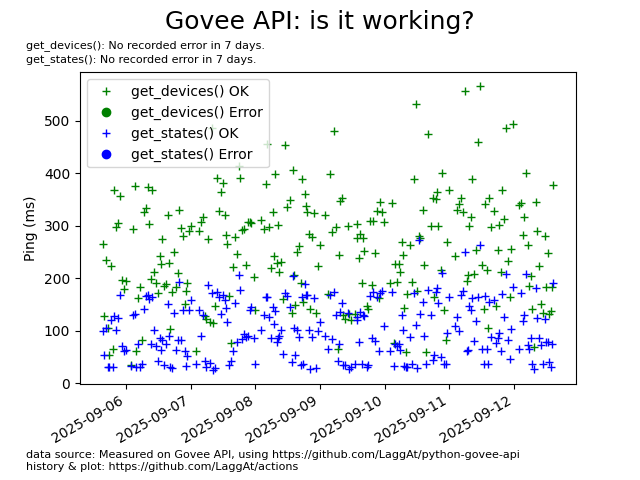 Govee API: is it working?
get_devices(): No recorded error in 7 days.
get_states(): No recorded error in 7 days.
get_devices() OK
get_devices() Error
get_states() OK
get_states() Error
Ping (ms)
500
400
300
200
100
0
2025-09-06
2025-09-07
2025-09-08
2025-09-09
2025-09-10
2025-09-11
2025-09-12
data source: Measured on Govee API, using https://github.com/LaggAt/python-govee-api
history & plot: https://github.com/LaggAt/actions